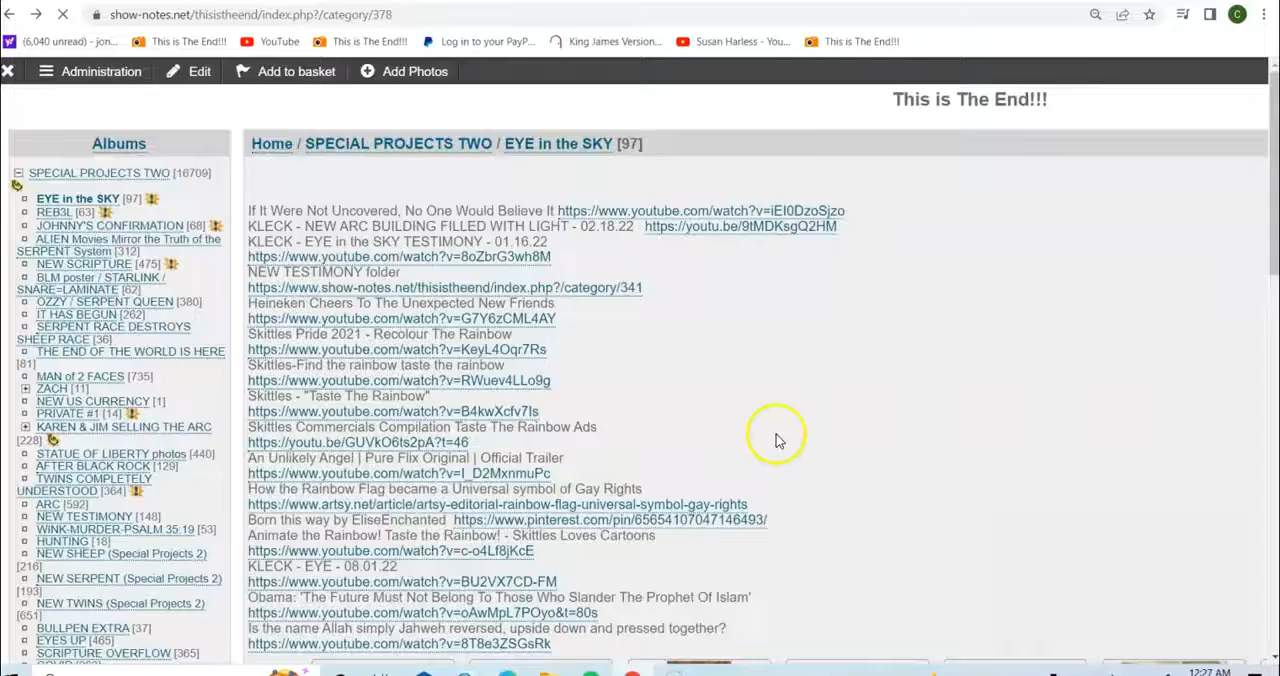 show-notes.net/thisistheend/index.php?/category/378
C
(6,040 unread) - jon...
This is The End!!!
YouTube
This is The End!!!
Log in to your PayP...
King James Version...
Susan Harless - You...
This is The End!!!
Administration
Edit
Add to basket
Add Photos
This is The End!!!
Albums
SPECIAL PROJECTS TWO [16709]
EYE in the SKY [97]
REB3L [63]
JOHNNY'S CONFIRMATION [68]
ALIEN Movies Mirror the Truth of the
SERPENT System [312]
NEW SCRIPTURE [475]
BLM poster / STARLINK /
SNARE=LAMINATE [62]
OZZY / SERPENT QUEEN [380]
IT HAS BEGUN [262]
SERPENT RACE DESTROYS
SHEEP RACE [36]
THE END OF THE WORLD IS HERE
[81]
MAN of 2 FACES [735]
ZACH [11]
NEW US CURRENCY [1]
PRIVATE #1 [14]
KAREN & JIM SELLING THE ARC
[228]
STATUE OF LIBERTY photos [440]
AFTER BLACK ROCK [129]
TWINS COMPLETELY
UNDERSTOOD [364]
ARC [592]
NEW TESTIMONY [148]
WINK-MURDER-PSALM 35:19 [53]
HUNTING [18]
NEW SHEEP (Special Projects 2)
[216]
NEW SERPENT (Special Projects 2)
[193]
NEW TWINS (Special Projects 2)
[651]
BULLPEN EXTRA [37]
EYES UP [465]
SCRIPTURE OVERFLOW [365]
Home / SPECIAL PROJECTS TWO / EYE in the SKY [97]
If It Were Not Uncovered, No One Would Believe It https://www.youtube.com/watch?v=iEI0DzoSjzo
KLECK - NEW ARC BUILDING FILLED WITH LIGHT - 02.18.22 https://youtu.be/9tMDKsgQ2HM
KLECK - EYE in the SKY TESTIMONY - 01.16.22
https://www.youtube.com/watch?v=8oZbrG3wh8M
NEW TESTIMONY folder
https://www.show-notes.net/thisistheend/index.php?/category/341
Heineken Cheers To The Unexpected New Friends
https://www.youtube.com/watch?v=G7Y6zCML4AY
Skittles Pride 2021 - Recolour The Rainbow
https://www.youtube.com/watch?v=KeyL4Oqr7Rs
Skittles-Find the rainbow taste the rainbow
https://www.youtube.com/watch?v=RWuev4LLo9g
Skittles - "Taste The Rainbow"
https://www.youtube.com/watch?v=B4kwXcfv7Is
Skittles Commercials Compilation Taste The Rainbow Ads
https://youtu.be/GUVkO6ts2pA?t=46
An Unlikely Angel | Pure Flix Original | Official Trailer
https://www.youtube.com/watch?v=I_D2MxnmuPc
How the Rainbow Flag became a Universal symbol of Gay Rights
https://www.artsy.net/article/artsy-editorial-rainbow-flag-universal-symbol-gay-rights
Born this way by EliseEnchanted https://www.pinterest.com/pin/65654107047146493/
Animate the Rainbow! Taste the Rainbow! - Skittles Loves Cartoons
https://www.youtube.com/watch?v=c-o4Lf8jKcE
KLECK - EYE - 08.01.22
https://www.youtube.com/watch?v=BU2VX7CD-FM
Obama: 'The Future Must Not Belong To Those Who Slander The Prophet Of Islam'
https://www.youtube.com/watch?v=oAwMpL7POyo&t=80s
Is the name Allah simply Jahweh reversed, upside down and pressed together?
https://www.youtube.com/watch?v=8T8e3ZSGsRk
12:27 AM